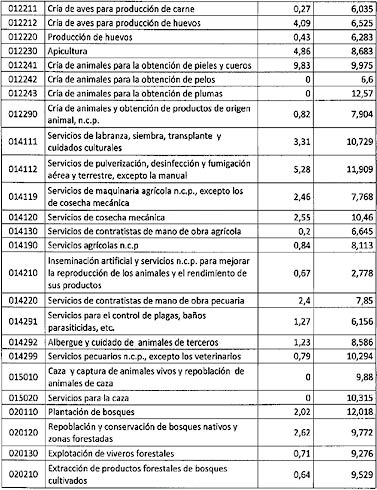 012211 Cría de aves para producción de carne 0,27 6,035
012212 Cría de aves para producción de huevos 4,09 6,525
012220 Producción de huevos 0,43 6,283
012230 Apicultura 4,86 8,683
012241 Cría de animales para la obtención de pieles y cueros 9,83 9,975
012242 Cría de animales para la obtención de pelos 0 6,6
012243 Cría de animales para la obtención de plumas 0 12,57
012290 Cría de animales y obtención de productos de origen
animal, n.c.p. 0,82 7,904
014111 Servicios de labranza, siembra, transplante y
cuidados culturales 3,31 10,729
014112 Servicios de pulverización, desinfección y fumigación
aérea y terrestre, excepto la manual 5,28 11,909
014119 Servicios de maquinaria agrícola n.c.p., excepto los
de cosecha mecánica 2,46 7,768
014120 Servicios de cosecha mecánica 2,55 10,46
014130 Servicios de contratistas de mano de obra agrícola 0,2 6,645
014190 Servicios agrícolas n.c.p 0,84 8,113
014210 Inseminación artificial y servicios n.c.p. para mejorar
la reproducción de los animales y el rendimiento de
sus productos 0,67 2,778
014220 Servicios de contratistas de mano de obra pecuaria 2,4 7,85
014291 Servicios para el control de plagas, baños
parasiticidas, etc. 1,27 6,156
014292 Albergue y cuidado de animales de terceros 1,23 8,586
014299 Servicios pecuarios n.c.p., excepto los veterinarios 0,79 10,294
015010 Caza y captura de animales vivos y repoblación de
animales de caza 0 9,88
015020 Servicios para la caza 0 10,315
020110 Plantación de bosques 2,02 12,018
020120 Repoblación y conservación de bosques nativos y
zonas forestadas 2,62 9,772
020130 Explotación de viveros forestales 0,71 9,276
020210 Extracción de productos forestales de bosques
cultivados 0,64 9,529